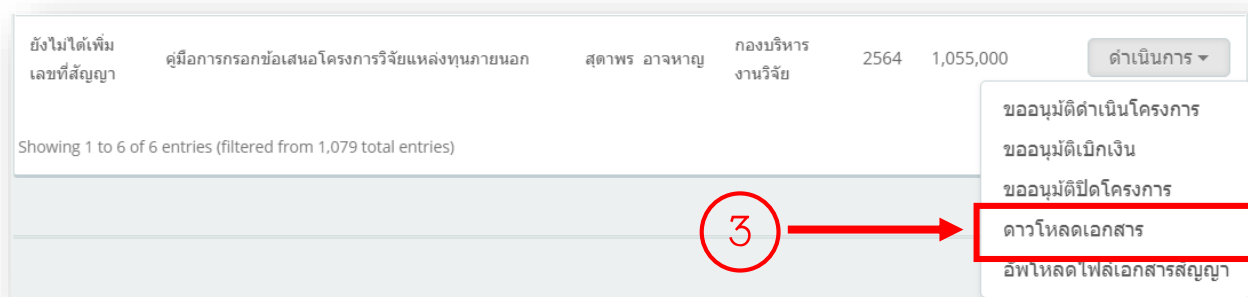 ยังไม่ได้เพิ่ม
เลขที่สัญญา
คู่มือการกรอกข้อเสนอโครงการวิจัยแหล่งทุนภายนอก
สุดาพร อาจหาญ
กองบริหาร
งานวิจัย
2564
1,055,000
ดำเนินการ
ขออนุมัติดำเนินโครงการ
ขออนุมัติเบิกเงิน
ขออนุมัติปิดโครงการ
ดาวโหลดเอกสาร
อัพโหลดไฟล์เอกสารสัญญา
Showing 1 to 6 of 6 entries (filtered from 1,079 total entries)
3